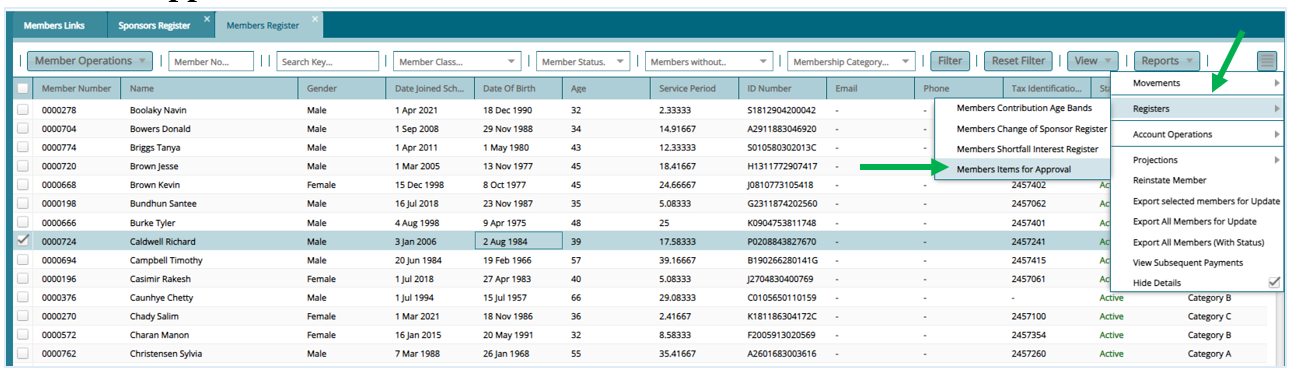 Members Links Sponsors Register × Members Register ×
Member Operations Member No... Search Key... Member Class... Member Status. Members without.. Membership Category... Filter Reset Filter View Reports
Member Number Name Gender Date Joined Sch... Date Of Birth Age Service Period ID Number Email Phone Tax Identificatio...
0000278 Boolaky Navin Male 1 Apr 2021 18 Dec 1990 32 2.33333 S1812904200042 -
0000704 Bowers Donald Male 1 Sep 2008 29 Nov 1988 34 14.91667 A2911883046920 -
0000774 Briggs Tanya Male 1 Apr 2011 1 May 1980 43 12.33333 S010580302013C -
0000720 Brown Jesse Male 1 Mar 2005 13 Nov 1977 45 18.41667 H1311772907417 -
0000668 Brown Kevin Female 15 Dec 1998 8 Oct 1977 45 24.66667 J0810773105418 - - 2457402
0000198 Bundhun Santee Male 16 Jul 2018 23 Nov 1987 35 5.08333 G2311874202560 - - 2457062
0000666 Burke Tyler Male 4 Aug 1998 9 Apr 1975 48 25 K0904753811748 - - 2457401
0000724 Caldwell Richard Male 3 Jan 2006 2 Aug 1984 39 17.58333 P0208843827670 - - 2457241
0000694 Campbell Timothy Male 20 Jun 1984 19 Feb 1966 57 39.16667 B190266280141G - - 2457415
0000196 Casimir Rakesh Female 1 Jul 2018 27 Apr 1983 40 5.08333 J2704830400769 - - 2457061
0000376 Caunhye Chetty Male 1 Jul 1994 15 Jul 1957 66 29.08333 C0105650110159 - - - Active Category B
0000270 Chady Salim Female 1 Mar 2021 18 Nov 1986 36 2.41667 K181186304172C - - 2457100 Active Category C
0000572 Charan Manon Female 16 Jan 2015 20 May 1991 32 8.58333 F2005913020569 - - 2457354 Active Category B
0000762 Christensen Sylvia Male 7 Mar 1988 26 Jan 1968 55 35.41667 A2601683003616 - - 2457260 Active Category A
Members Contribution Age Bands
Members Change of Sponsor Register
Members Shortfall Interest Register
Members Items for Approval
Movements
Registers
Account Operations
Projections
Reinstate Member
Export selected members for Update
Export All Members for Update
Export All Members (With Status)
View Subsequent Payments
Hide Details